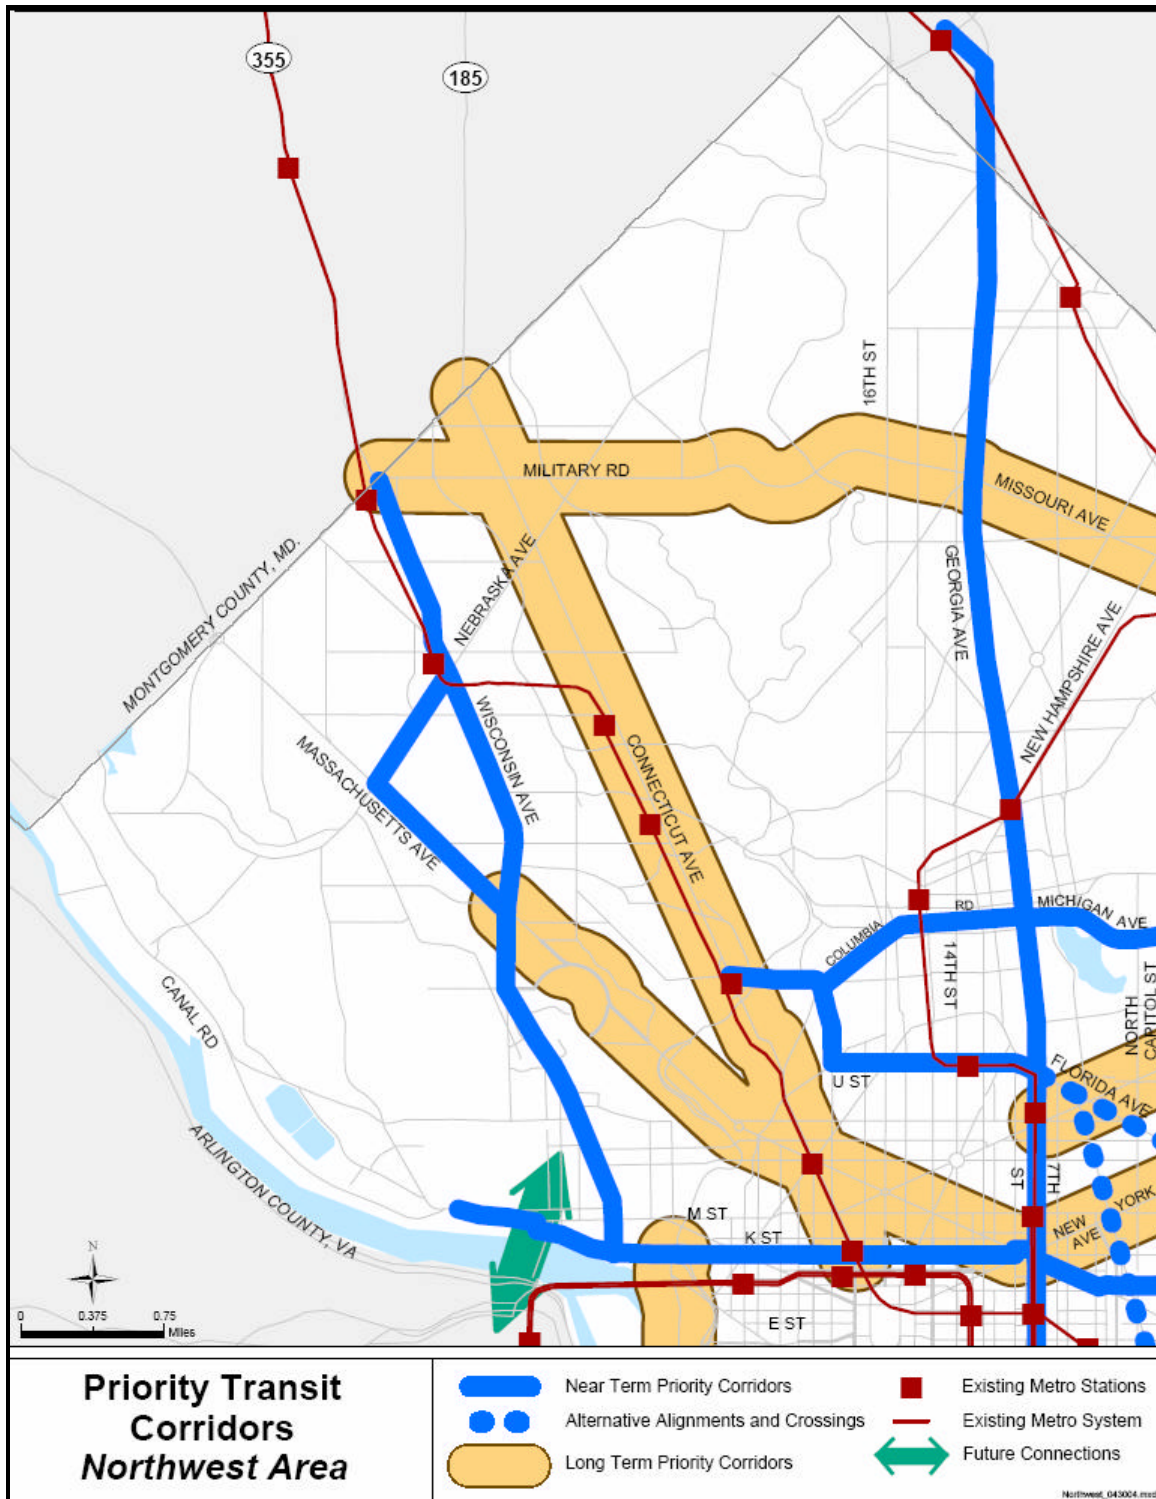 355
185
16TH ST
MILITARY RD
MISSOURI AVE
MONTGOMERY COUNTY, MD.
NEBRASKA AVE
GEORGIA AVE
NEW HAMPSHIRE AVE
WISCONSIN AVE
MASSACHUSETTS AVE
CONNECTICUT AVE
COLUMBIA
RD
MICHIGAN AVE
14TH ST
NORTH
CAPITOL ST
CANAL RD
U ST
FLORIDA AVE
ARLINGTON COUNTY, VA
7TH
ST
M ST
K ST
NEW
AVE
YORK
E ST
N
0
0.375
0.75
Miles
Priority Transit
Corridors
Northwest Area
Near Term Priority Corridors
Alternative Alignments and Crossings
Long Term Priority Corridors
Existing Metro Stations
Existing Metro System
Future Connections
Northwest_043004.mxd